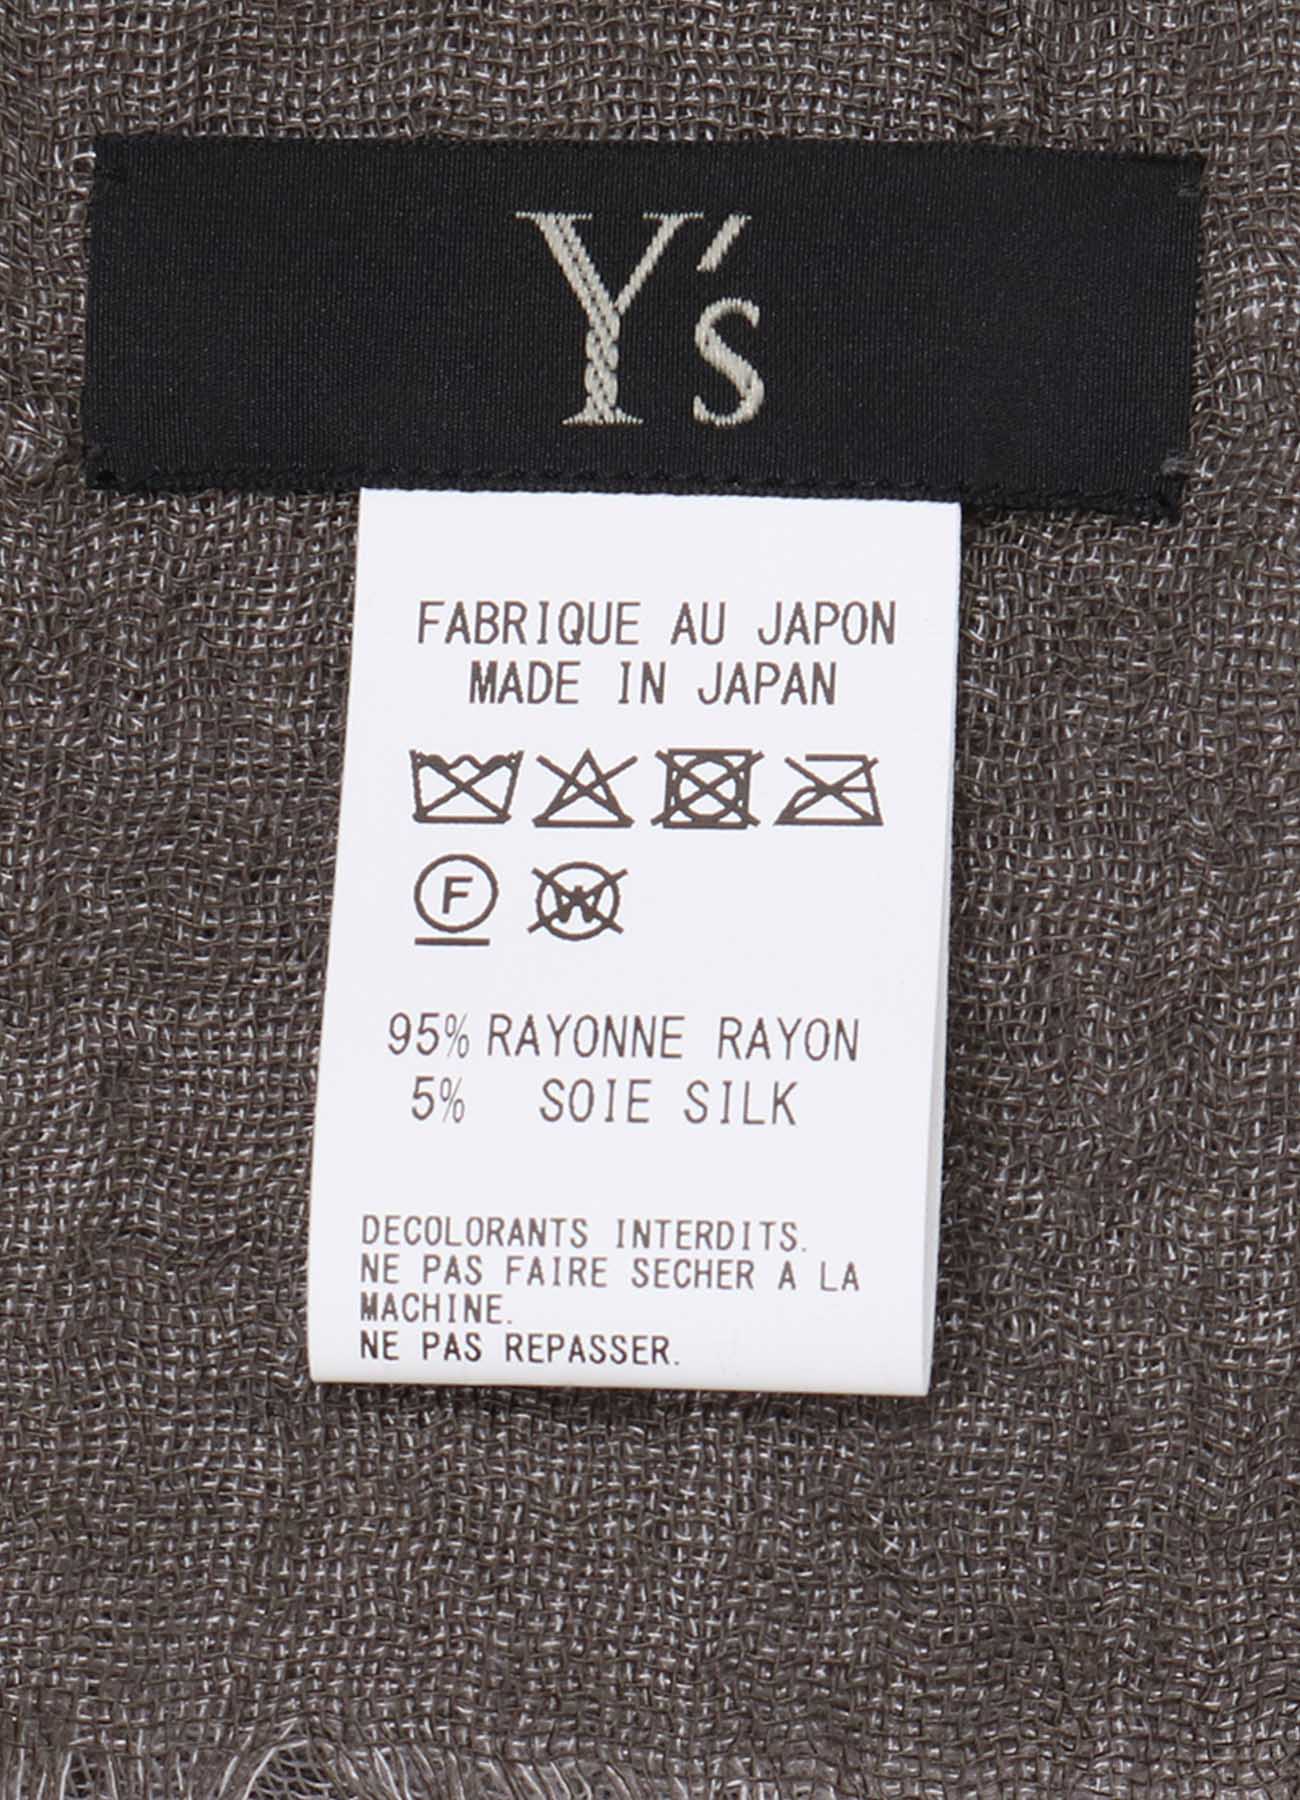 Y's
FABRIQUE AU JAPON
MADE IN JAPAN
F W
95% RAYONNE RAYON
5% SOIE SILK
DECOLORANTS INTERDITS.
NE PAS FAIRE SECHER A LA
MACHINE.
NE PAS REPASSER.